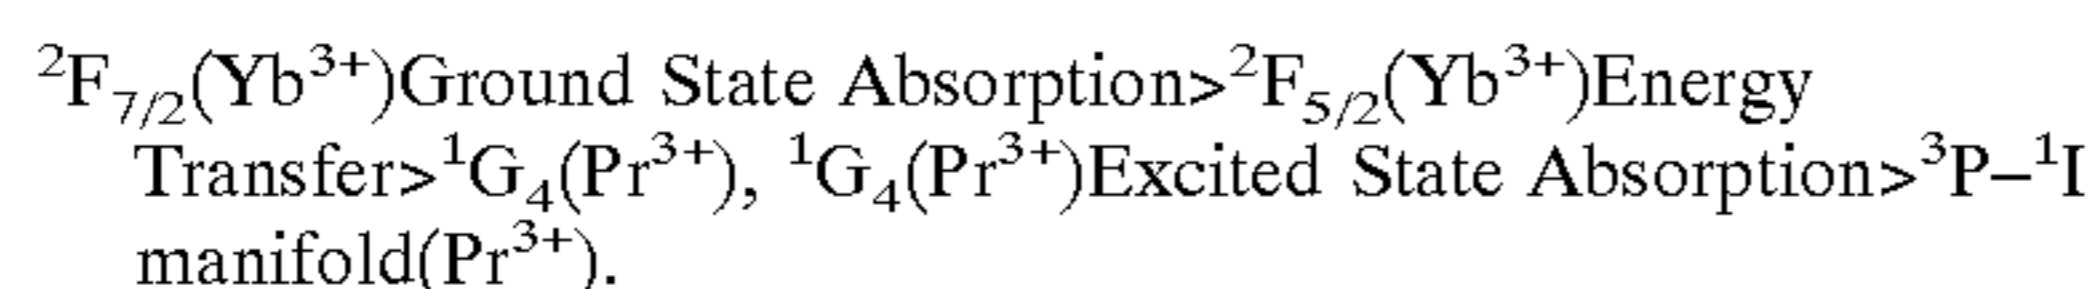 ²F₇/₂(Yb³⁺)Ground State Absorption>²F₅/₂(Yb³⁺)Energy
Transfer>¹G₄(Pr³⁺), ¹G₄(Pr³⁺)Excited State Absorption>³P–¹I
manifold(Pr³⁺).